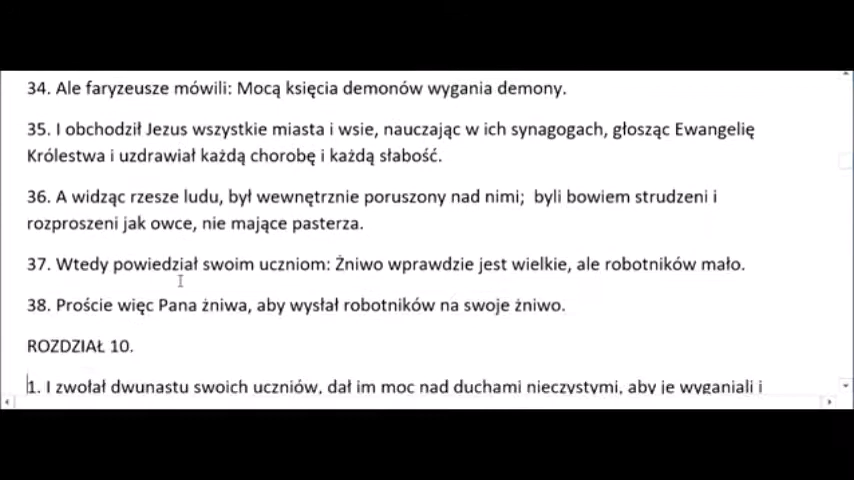 34. Ale faryzeusze mówili: Mocą księcia demonów wygania demony.
35. I obchodził Jezus wszystkie miasta i wsie, nauczając w ich synagogach, głosząc Ewangelię
Królestwa i uzdrawiał każdą chorobę i każdą słabość.
36. A widząc rzesze ludu, był wewnętrznie poruszony nad nimi;  byli bowiem strudzeni i
rozproszeni jak owce, nie mające pasterza.
37. Wtedy powiedział swoim uczniom: Żniwo wprawdzie jest wielkie, ale robotników mało.
38. Proście więc Pana żniwa, aby wysłał robotników na swoje żniwo.
ROZDZIAŁ 10.
1. I zwołał dwunastu swoich uczniów, dał im moc nad duchami nieczystymi, aby je wyganiali i